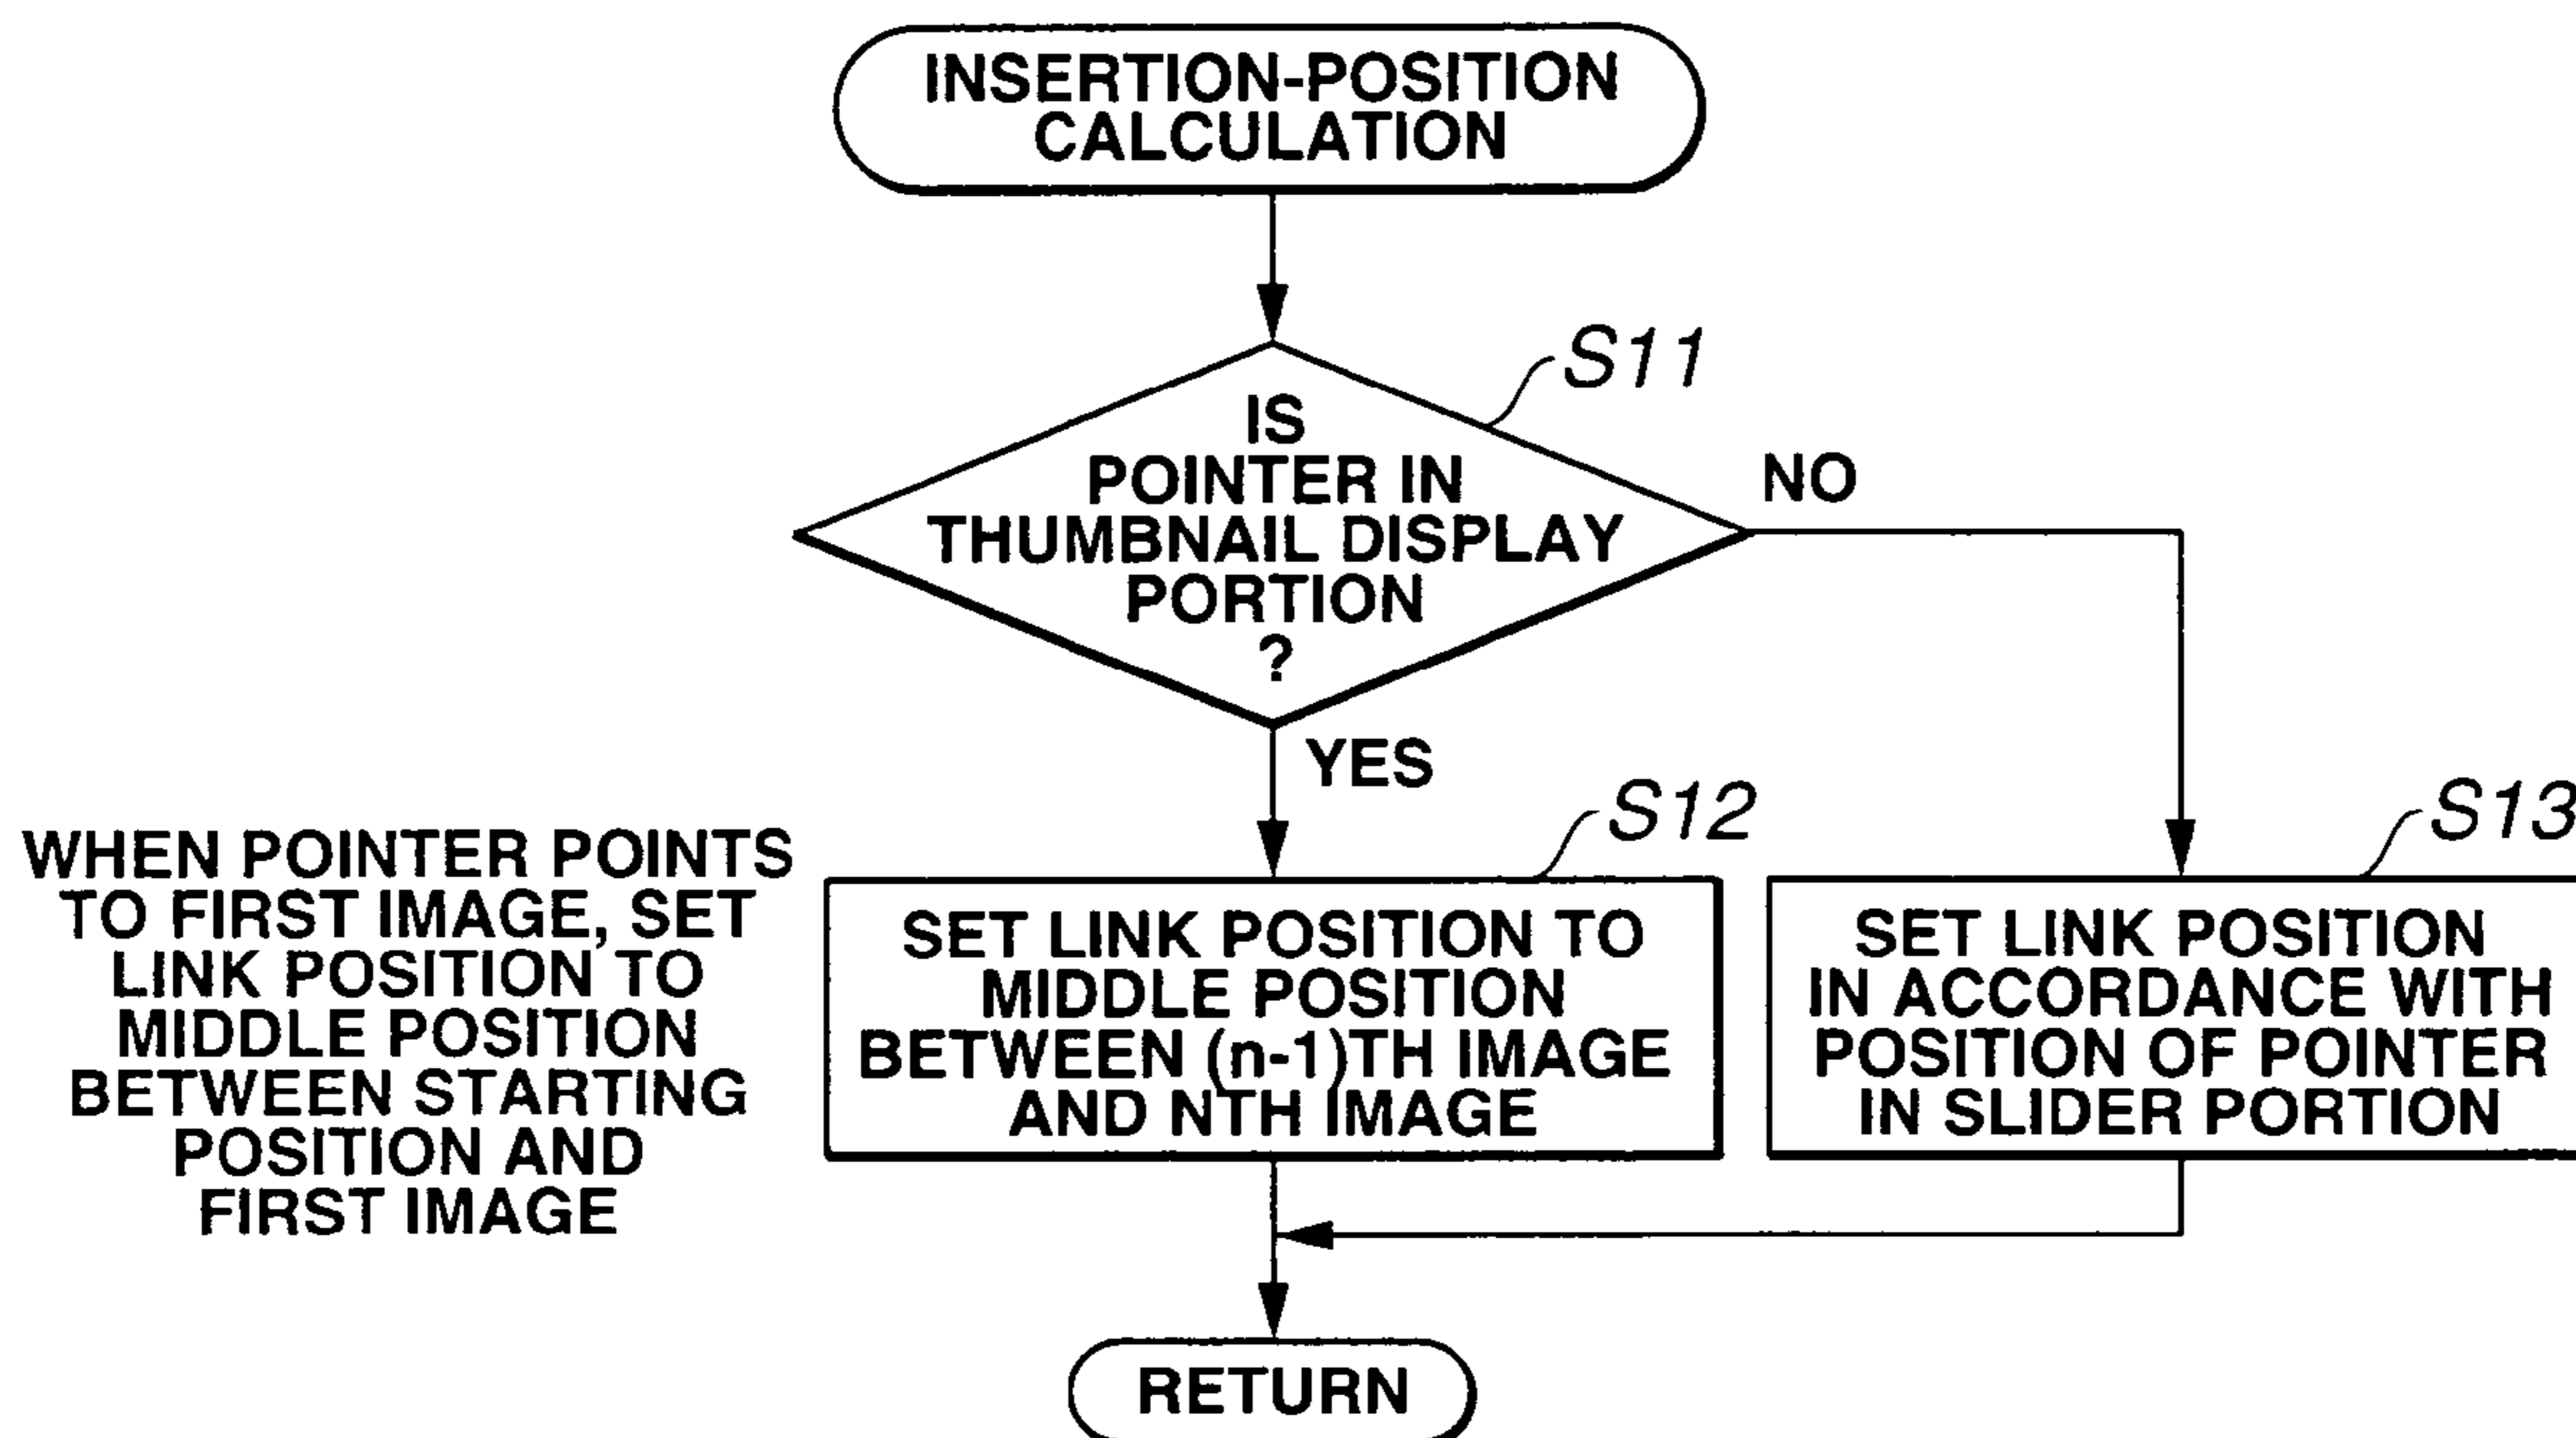 INSERTION-POSITION
CALCULATION
S11
IS
POINTER IN
THUMBNAIL DISPLAY
PORTION
?
NO
YES
S12
S13
WHEN POINTER POINTS
TO FIRST IMAGE, SET
LINK POSITION TO
MIDDLE POSITION
BETWEEN STARTING
POSITION AND
FIRST IMAGE
SET LINK POSITION TO
MIDDLE POSITION
BETWEEN (n-1)TH IMAGE
AND NTH IMAGE
SET LINK POSITION
IN ACCORDANCE WITH
POSITION OF POINTER
IN SLIDER PORTION
RETURN